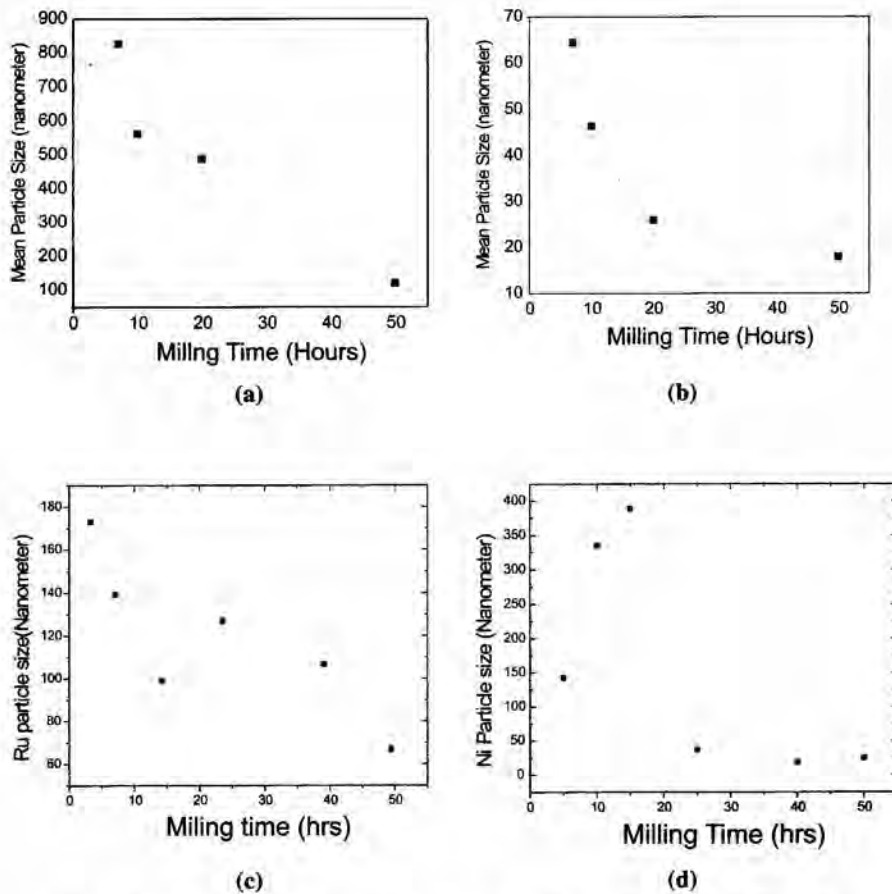 900
800
700
600
500
400
300
200
100
0 10 20 30 40 50
Mean Particle Size (nanometer)
Millng Time (Hours)
(a)
70
60
50
40
30
20
10
0 10 20 30 40 50
Mean Particle Size (nanometer)
Milling Time (Hours)
(b)
180
160
140
120
100
80
60
0 10 20 30 40 50
Ru particle size(Nanometer)
Milling time (hrs)
(c)
400
350
300
250
200
150
100
50
0
0 10 20 30 40 50
Ni Particle size (Nanometer)
Milling Time (hrs)
(d)